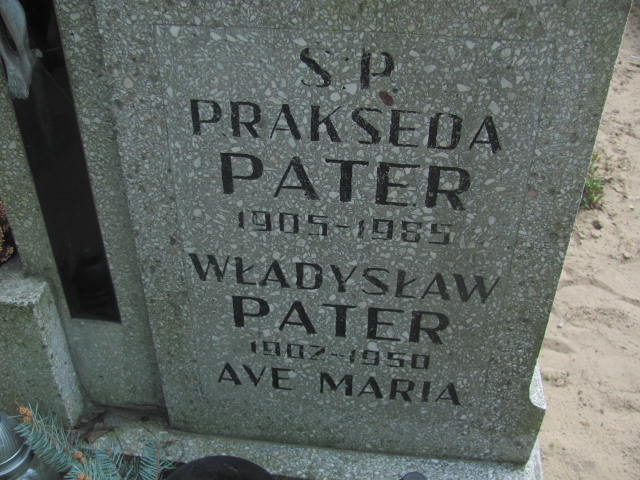 Ś.P.
PRAKSEDA
PATER
1905-1985
WŁADYSŁAW
PATER
1902-1950
AVE MARIA